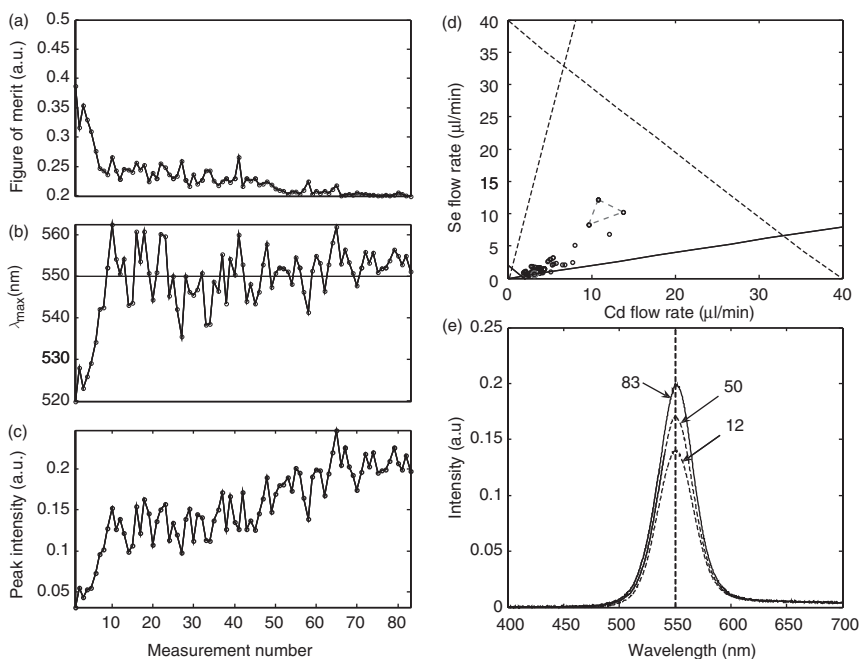 (a)
Figure of merit (a.u.)
0.5
0.45
0.4
0.35
0.3
0.25
0.2
(b)
λmax(nm)
560
550
540
530
520
(c)
Peak intensity (a.u.)
0.2
0.15
0.1
0.05
10 20 30 40 50 60 70 80
Measurement number
(d)
Se flow rate (μl/min)
40
35
30
25
20
15
10
5
0
0 10 20 30 40
Cd flow rate (μl/min)
(e)
Intensity (a.u)
0.25
0.2
0.15
0.1
0.05
0
83
50
12
400 450 500 550 600 650 700
Wavelength (nm)